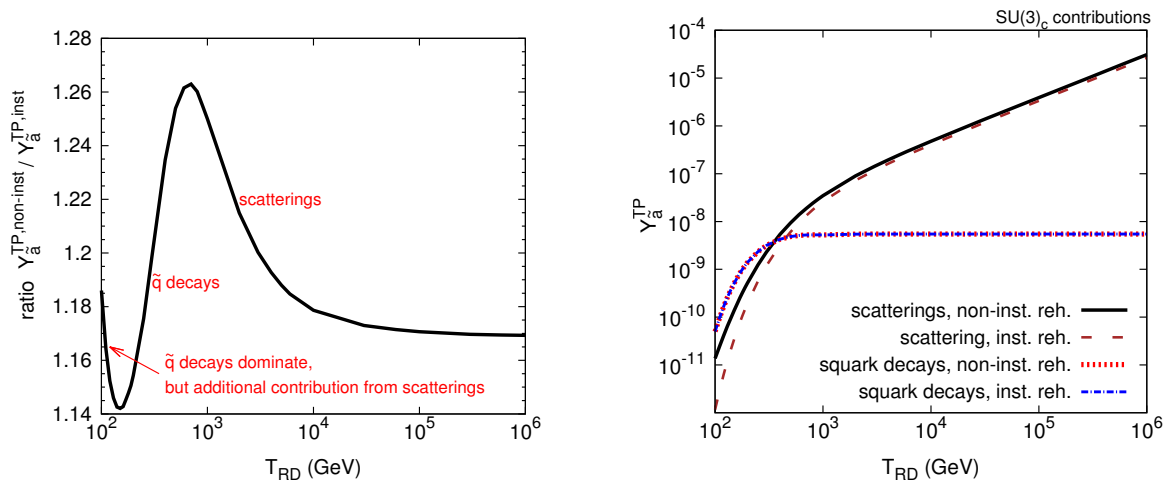 ratio Y_ã^{TP,non-inst} / Y_ã^{TP,inst}
1.28
1.26
1.24
1.22
1.2
1.18
1.16
1.14
scatterings
q̃ decays
q̃ decays dominate,
but additional contribution from scatterings
10^2 10^3 10^4 10^5 10^6
T_RD (GeV)
SU(3)_c contributions
Y_ã^{TP}
10^-4
10^-5
10^-6
10^-7
10^-8
10^-9
10^-10
10^-11
scatterings, non-inst. reh.
scattering, inst. reh.
squark decays, non-inst. reh.
squark decays, inst. reh.
10^2 10^3 10^4 10^5 10^6
T_RD (GeV)